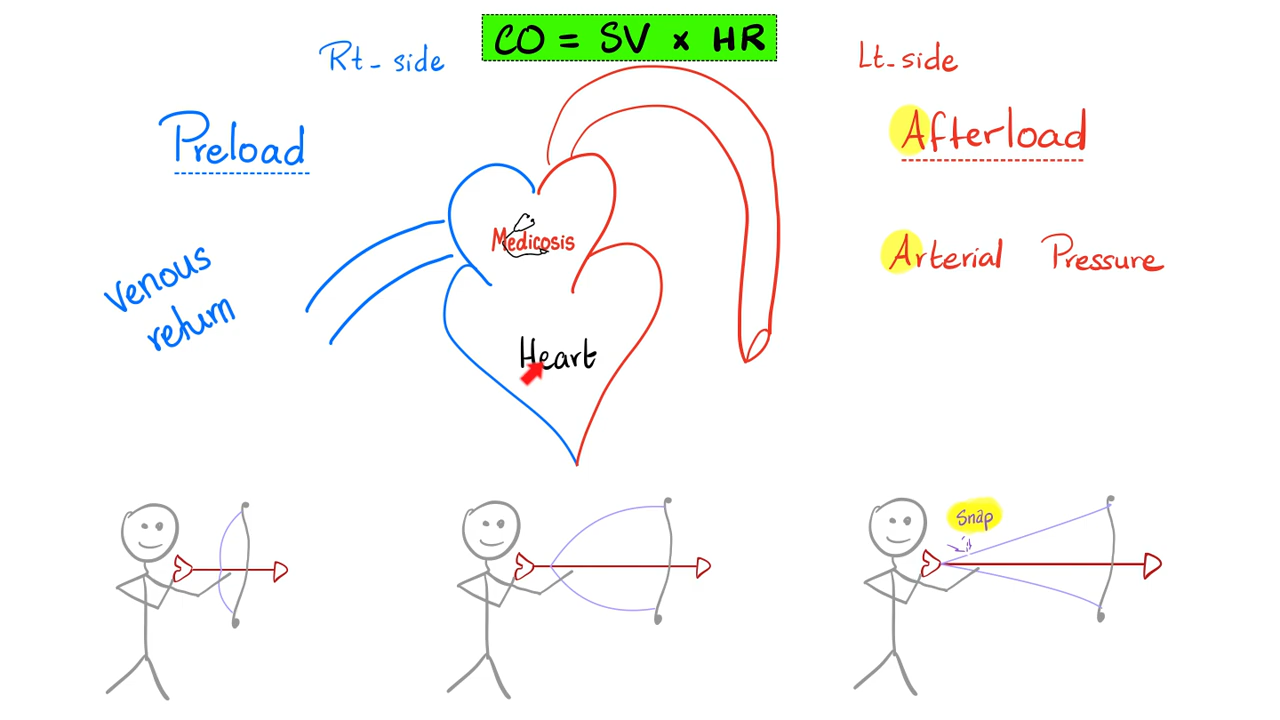 CO = SV x HR
Rt- side
Lt-side
Preload
Afterload
Medicosis
Venous
return
Arterial Pressure
Heart
Snap